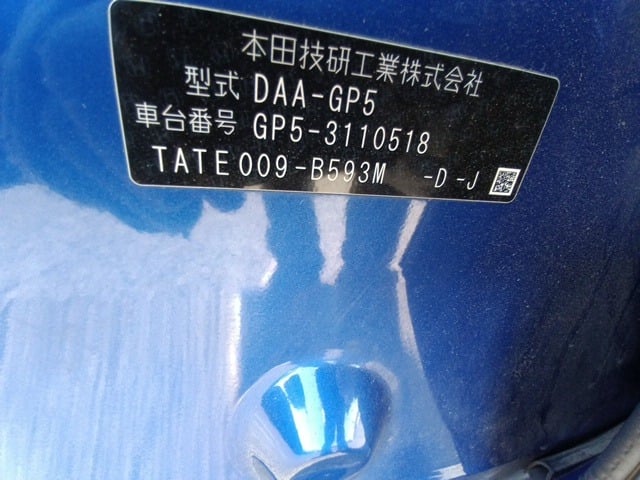 本田技研工業株式会社
型式 DAA-GP5
車台番号 GP5-3110518
TATE009-B593M -D -J